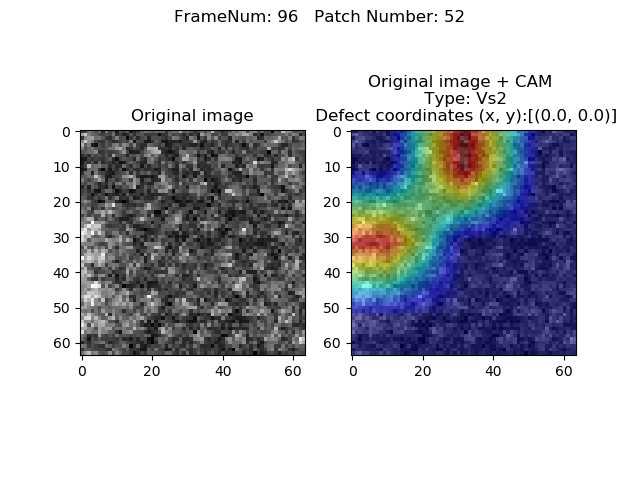 FrameNum: 96   Patch Number: 52
Original image
Original image + CAM
Type: Vs2
Defect coordinates (x, y):[(0.0, 0.0)]
0
10
20
30
40
50
60
0 20 40 60
0
10
20
30
40
50
60
0 20 40 60